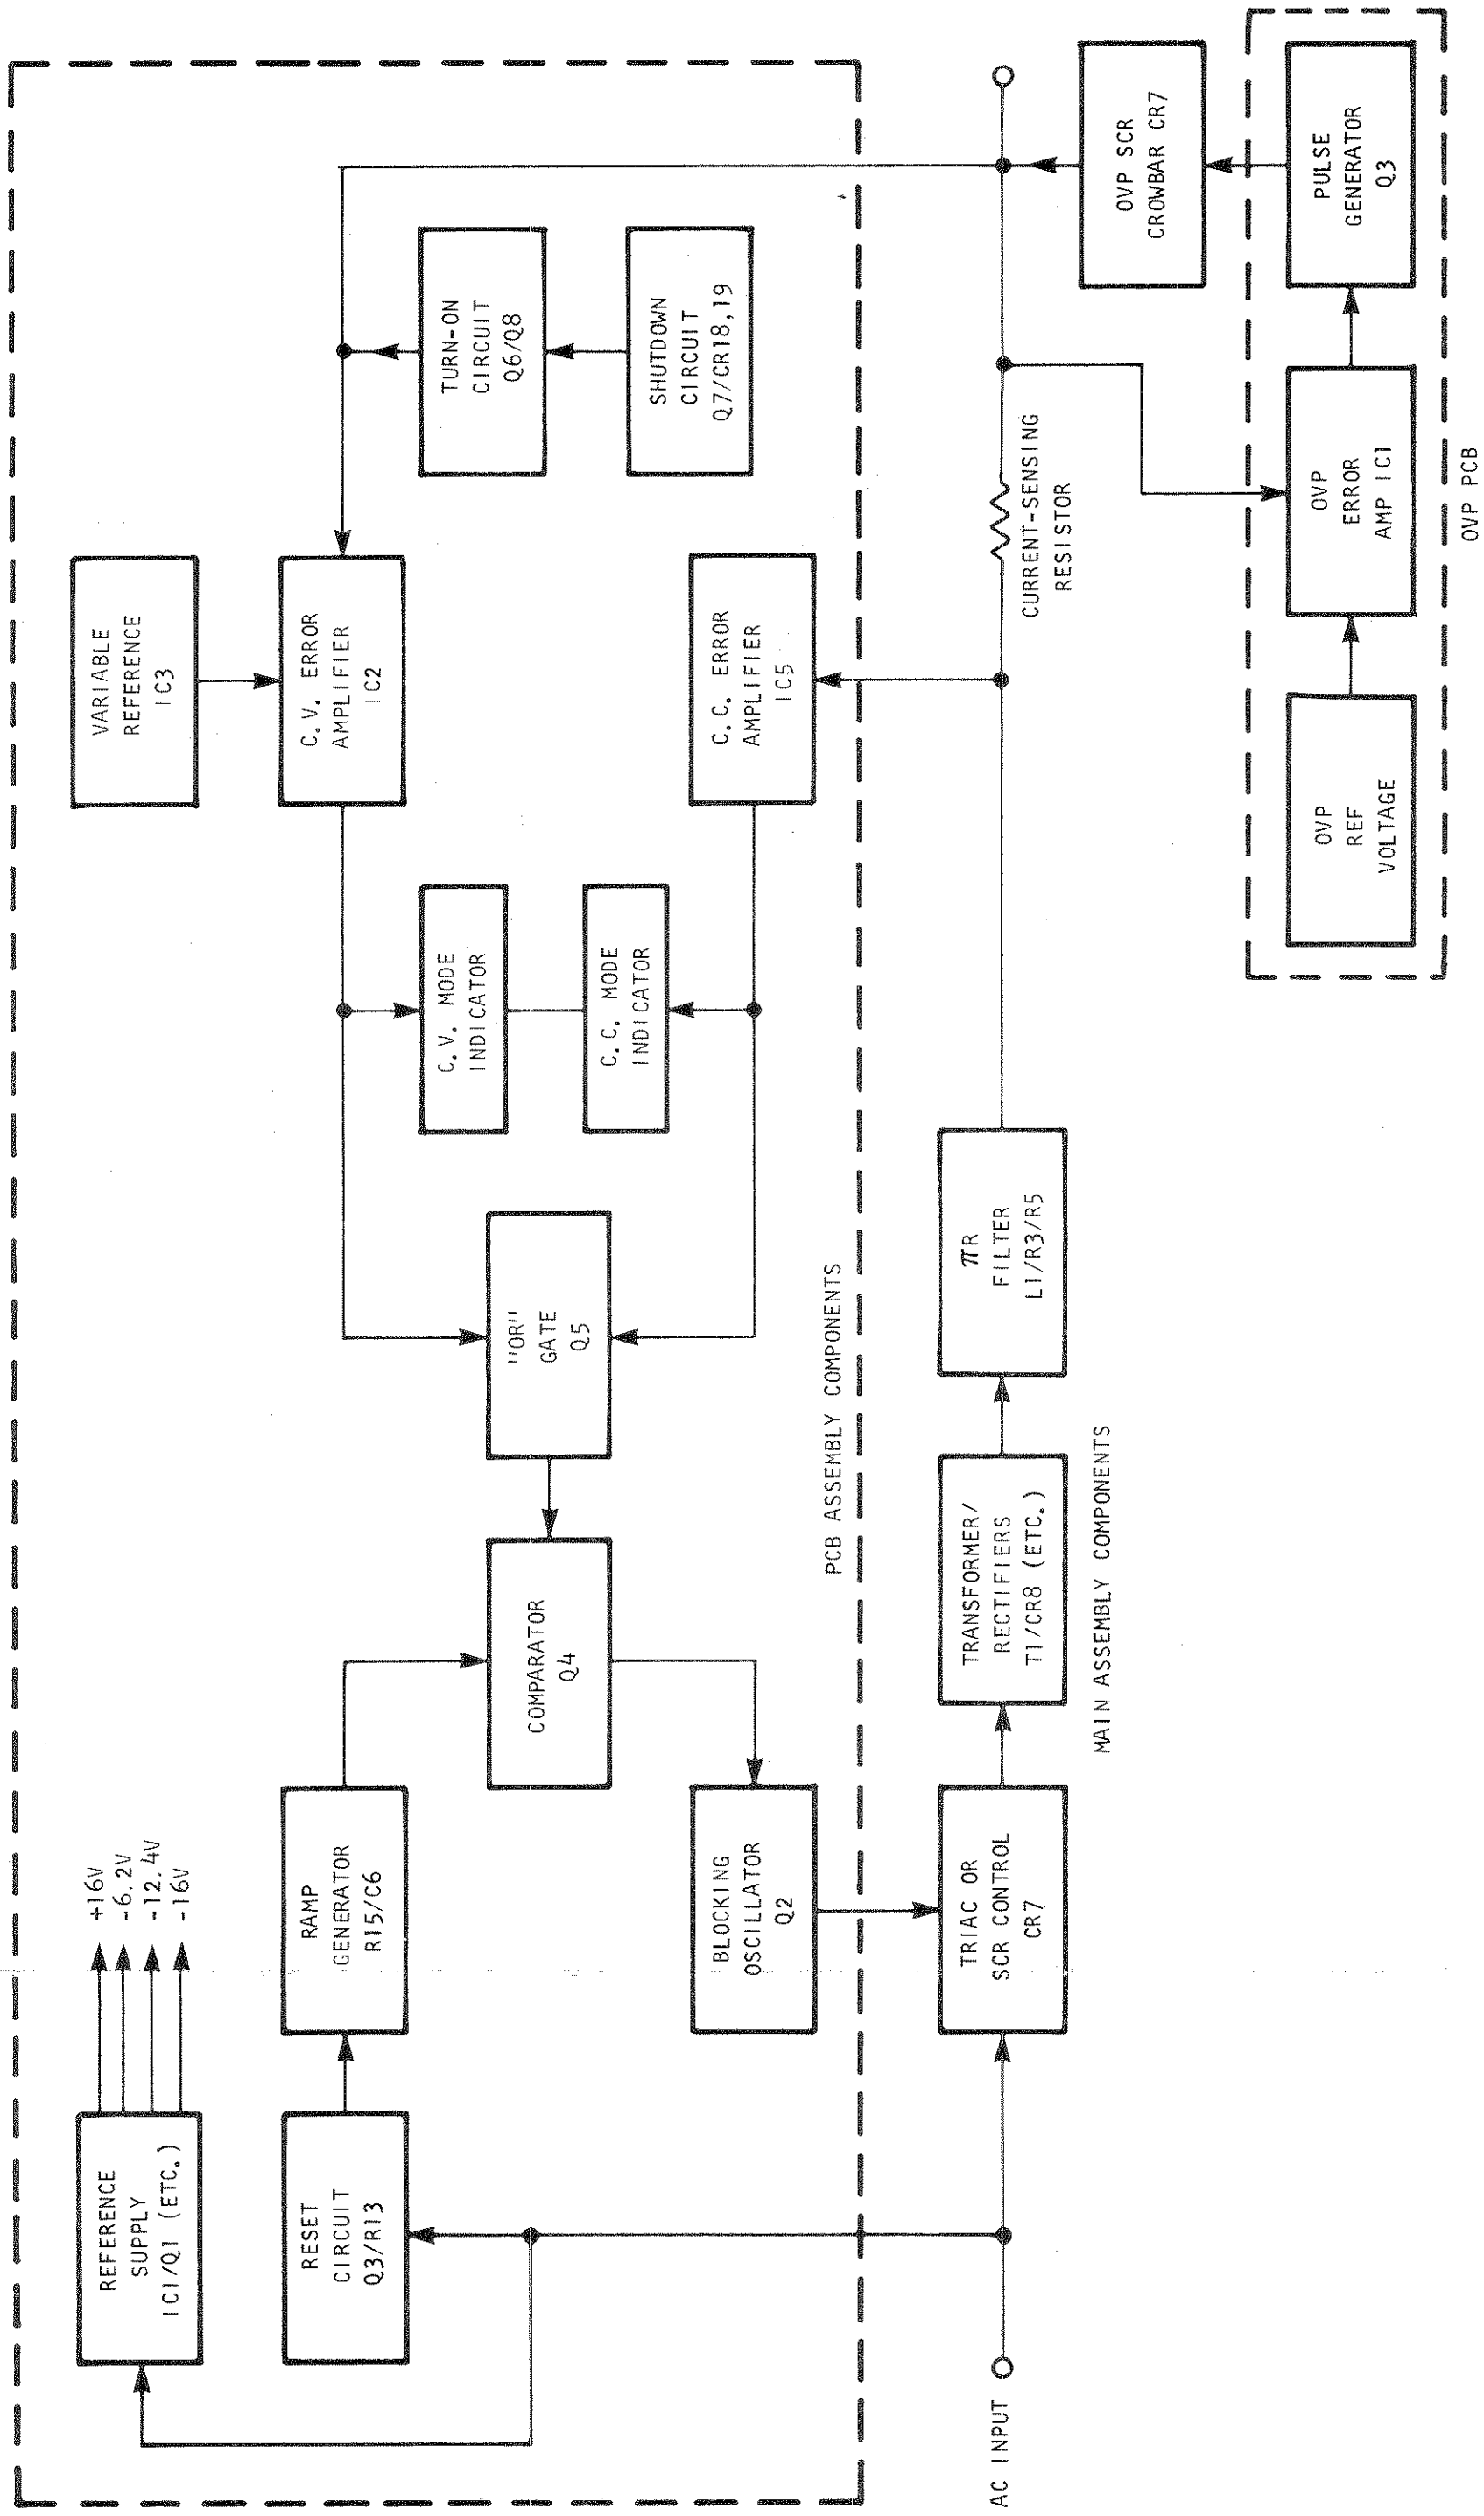 REFERENCE
SUPPLY
IC1/Q1 (ETC.)
+16V
-6.2V
-12.4V
-16V
VARIABLE
REFERENCE
IC3
RESET
CIRCUIT
Q3/R13
RAMP
GENERATOR
R15/C6
C.V. ERROR
AMPLIFIER
IC2
C.V. MODE
INDICATOR
TURN-ON
CIRCUIT
Q6/Q8
COMPARATOR
Q4
"OR"
GATE
Q5
C.C. MODE
INDICATOR
SHUTDOWN
CIRCUIT
Q7/CR18,19
BLOCKING
OSCILLATOR
Q2
C.C. ERROR
AMPLIFIER
IC5
PCB ASSEMBLY COMPONENTS
AC INPUT
TRIAC OR
SCR CONTROL
CR7
TRANSFORMER/
RECTIFIERS
T1/CR8 (ETC.)
πR
FILTER
L1/R3/R5
CURRENT-SENSING
RESISTOR
MAIN ASSEMBLY COMPONENTS
OVP SCR
CROWBAR CR7
OVP
REF
VOLTAGE
OVP
ERROR
AMP IC1
PULSE
GENERATOR
Q3
OVP PCB